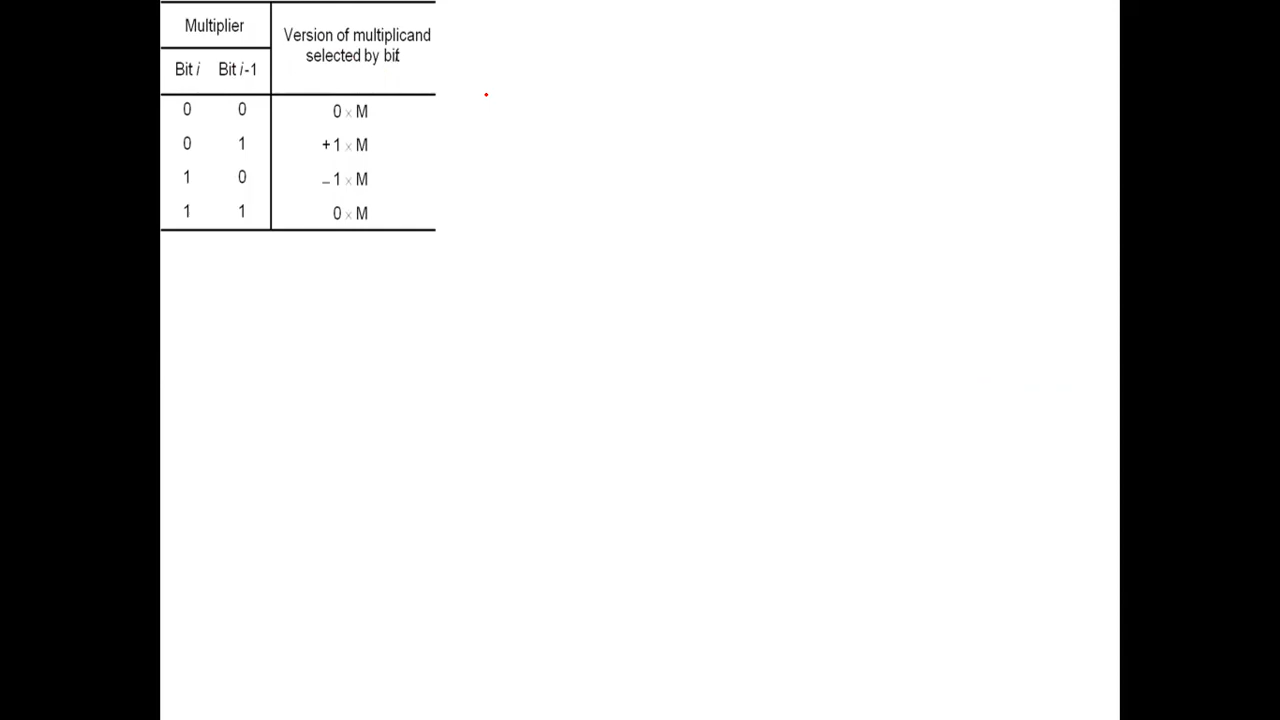 Multiplier
Version of multiplicand
selected by bit
Bit i Bit i-1
0 0 0 × M
0 1 +1 × M
1 0 −1 × M
1 1 0 × M